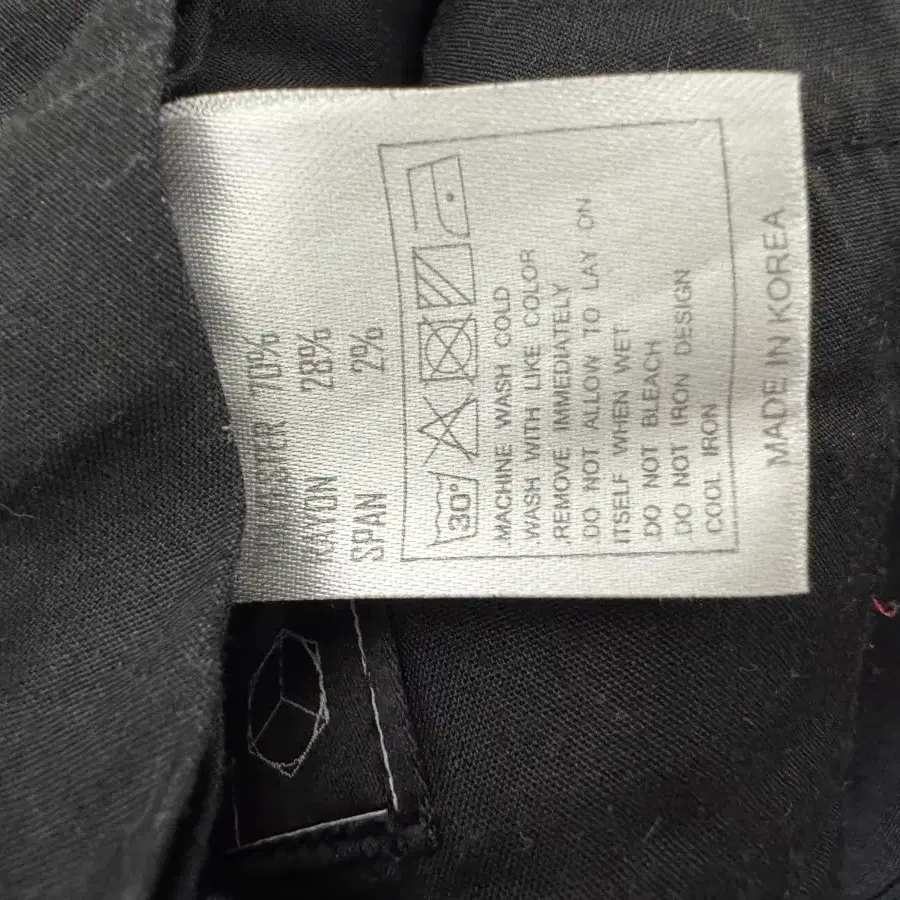 70%
RAYON 28%
SPAN 2%
30°
MACHINE WASH COLD
WASH WITH LIKE COLOR
REMOVE IMMEDIATELY
DO NOT ALLOW TO LAY ON
ITSELF WHEN WET
DO NOT BLEACH
DO NOT IRON DESIGN
COOL IRON
MADE IN KOREA